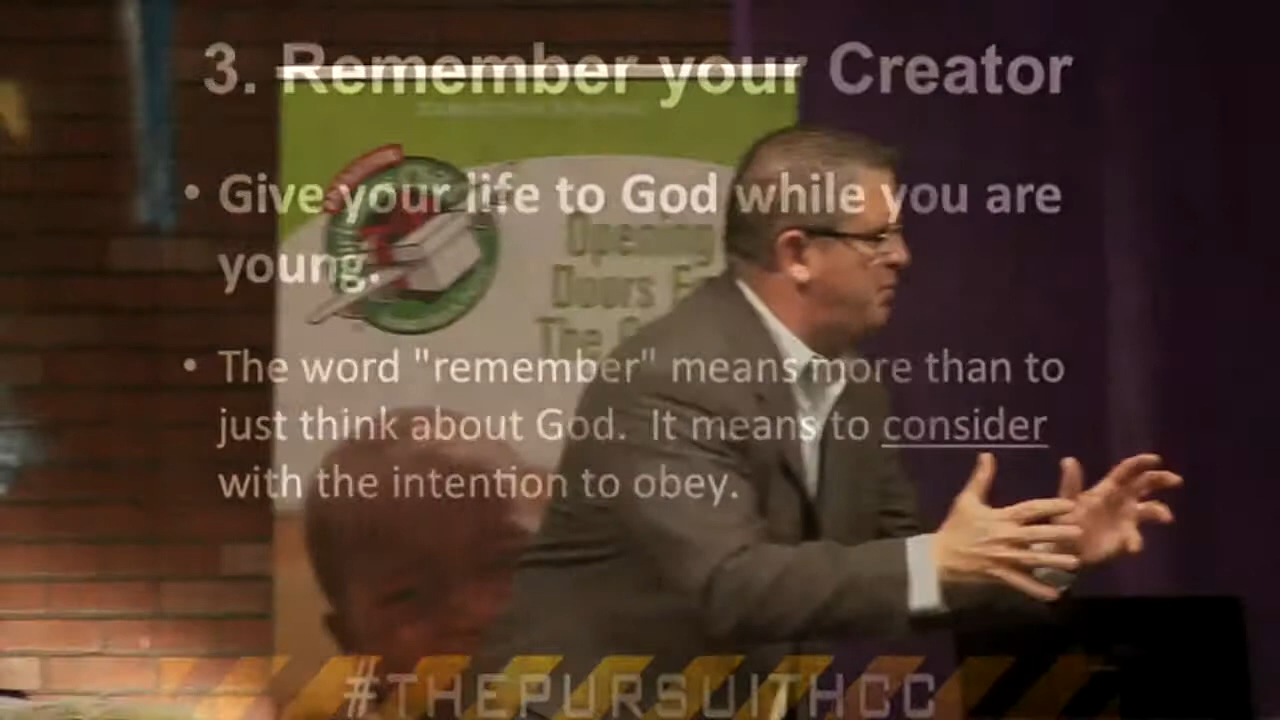 3. Remember your Creator
• Give your life to God while you are
young.
Opening
Doors
The
• The word "remember" means more than to
just think about God. It means to consider
with the intention to obey.
#THEPURSUITHCC